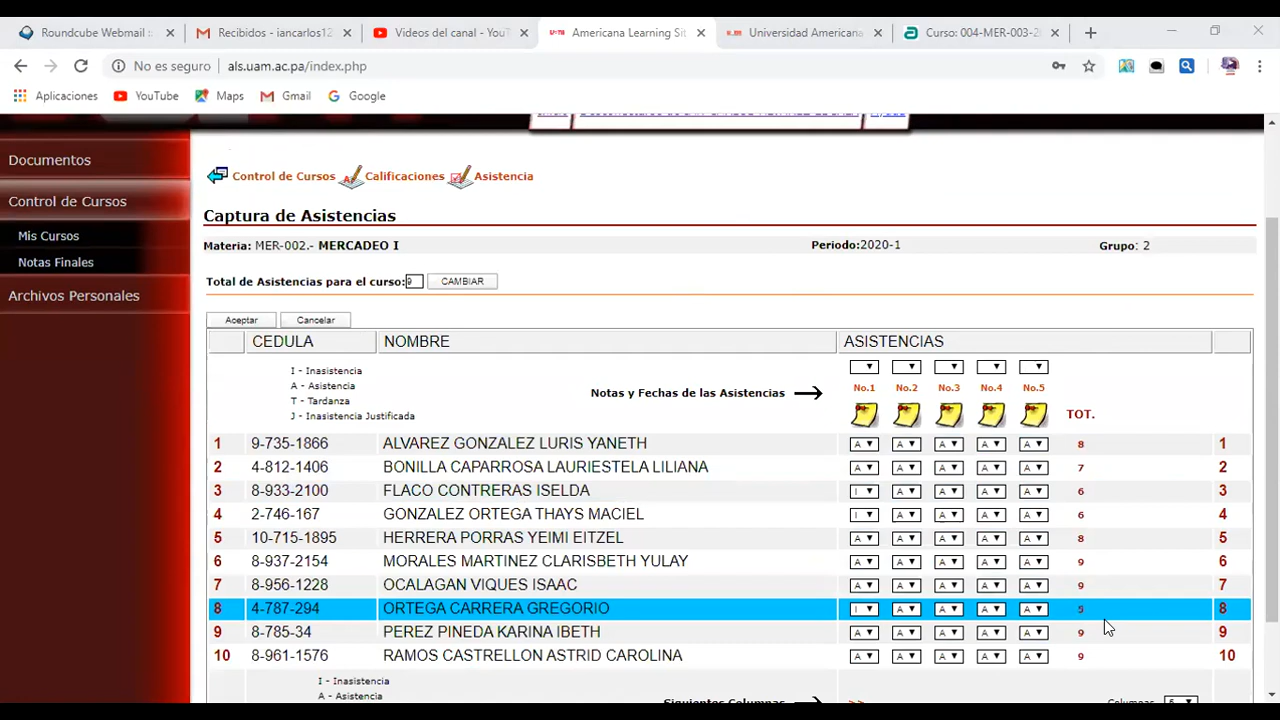 Roundcube Webmail :
Recibidos - iancarlos12
Videos del canal - YouT
Americana Learning Sit
Universidad Americana
Curso: 004-MER-003-2
No es seguro | als.uam.ac.pa/index.php
Aplicaciones YouTube Maps Gmail Google
Documentos
Control de Cursos
Mis Cursos
Notas Finales
Archivos Personales
Control de Cursos Calificaciones Asistencia
Captura de Asistencias
Materia: MER-002.- MERCADEO I Periodo:2020-1 Grupo: 2
Total de Asistencias para el curso: 9 CAMBIAR
Aceptar Cancelar
CEDULA NOMBRE ASISTENCIAS
I - Inasistencia
A - Asistencia
T - Tardanza
J - Inasistencia Justificada
Notas y Fechas de las Asistencias
No.1 No.2 No.3 No.4 No.5
TOT.
1 9-735-1866 ALVAREZ GONZALEZ LURIS YANETH A A A A A 8 1
2 4-812-1406 BONILLA CAPARROSA LAURIESTELA LILIANA A A A A A 7 2
3 8-933-2100 FLACO CONTRERAS ISELDA I A A A A 6 3
4 2-746-167 GONZALEZ ORTEGA THAYS MACIEL I A A A A 6 4
5 10-715-1895 HERRERA PORRAS YEIMI EITZEL A A A A A 8 5
6 8-937-2154 MORALES MARTINEZ CLARISBETH YULAY A A A A A 9 6
7 8-956-1228 OCALAGAN VIQUES ISAAC A A A A A 9 7
8 4-787-294 ORTEGA CARRERA GREGORIO I A A A A 5 8
9 8-785-34 PEREZ PINEDA KARINA IBETH A A A A A 9 9
10 8-961-1576 RAMOS CASTRELLON ASTRID CAROLINA A A A A A 9 10
I - Inasistencia
A - Asistencia
Siguientes Columnas >> Columnas